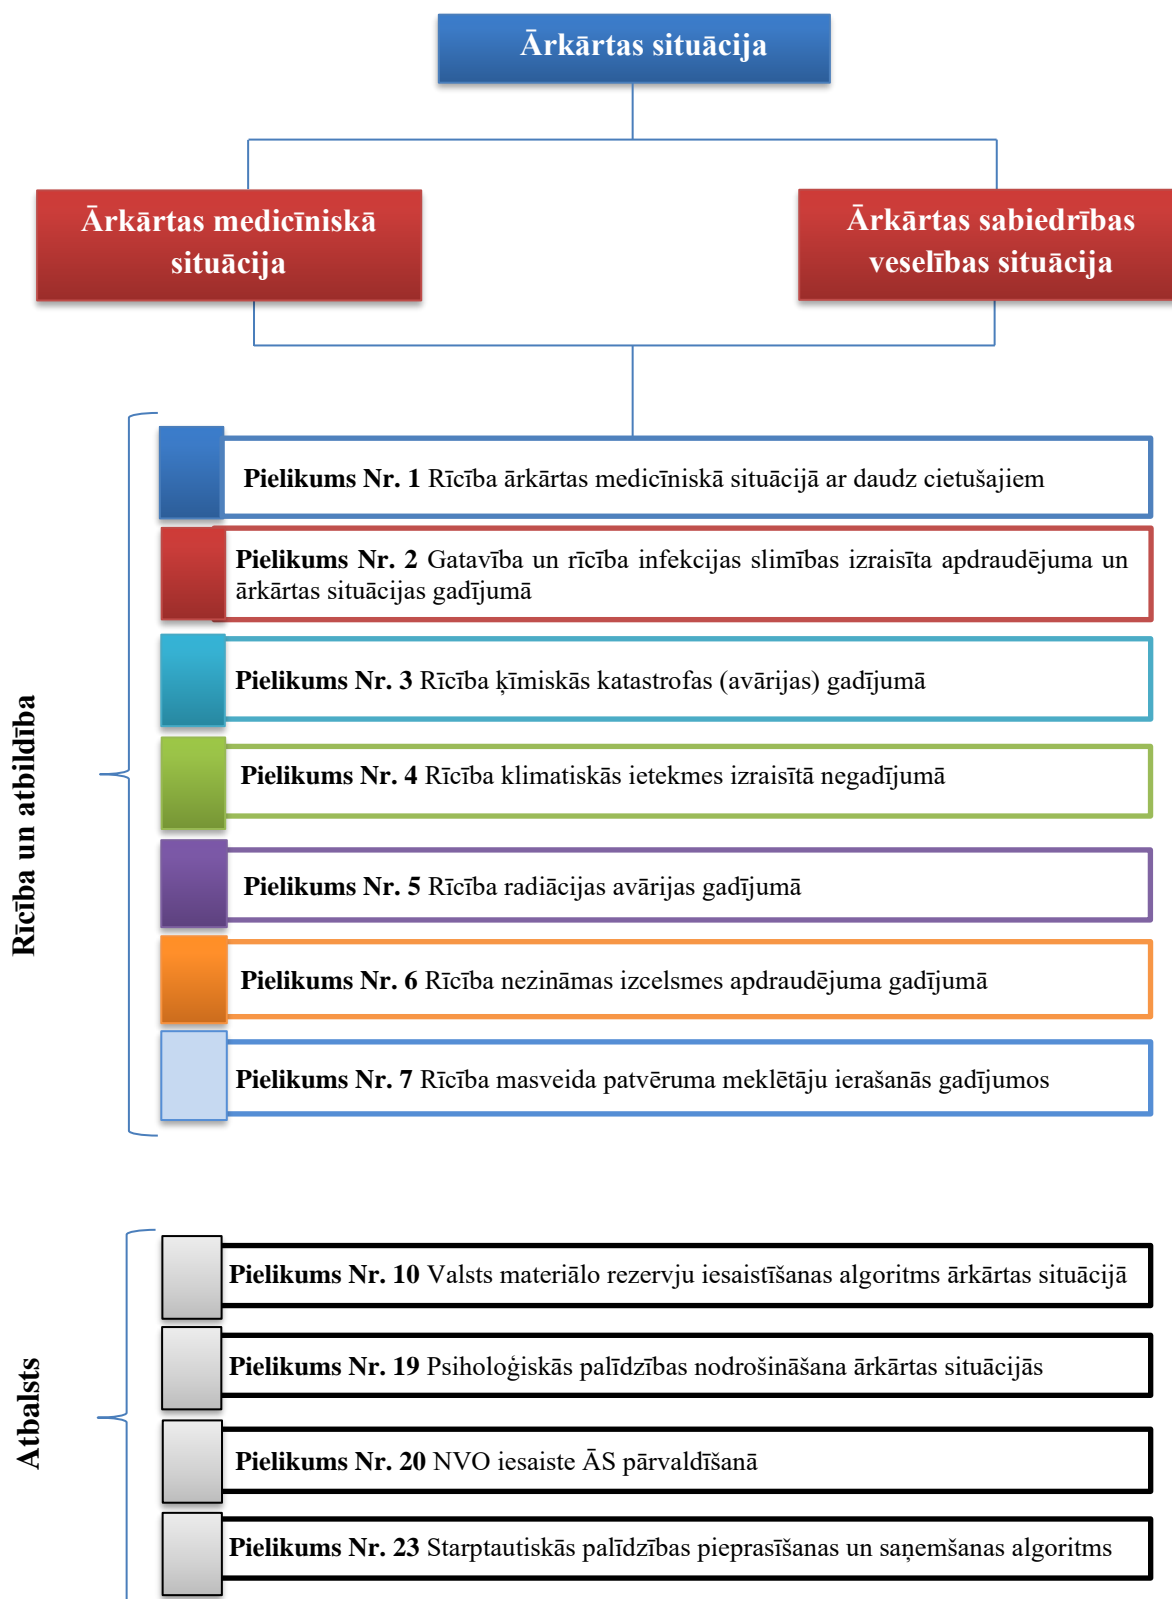 Ārkārtas situācija
Ārkārtas medicīniskā
situācija
Ārkārtas sabiedrības
veselības situācija
Rīcība un atbildība
Pielikums Nr. 1 Rīcība ārkārtas medicīniskā situācijā ar daudz cietušajiem
Pielikums Nr. 2 Gatavība un rīcība infekcijas slimības izraisīta apdraudējuma un
ārkārtas situācijas gadījumā
Pielikums Nr. 3 Rīcība ķīmiskās katastrofas (avārijas) gadījumā
Pielikums Nr. 4 Rīcība klimatiskās ietekmes izraisītā negadījumā
Pielikums Nr. 5 Rīcība radiācijas avārijas gadījumā
Pielikums Nr. 6 Rīcība nezināmas izcelsmes apdraudējuma gadījumā
Pielikums Nr. 7 Rīcība masveida patvēruma meklētāju ierašanās gadījumos
Atbalsts
Pielikums Nr. 10 Valsts materiālo rezervju iesaistīšanas algoritms ārkārtas situācijā
Pielikums Nr. 19 Psiholoģiskās palīdzības nodrošināšana ārkārtas situācijās
Pielikums Nr. 20 NVO iesaiste ĀS pārvaldīšanā
Pielikums Nr. 23 Starptautiskās palīdzības pieprasīšanas un saņemšanas algoritms